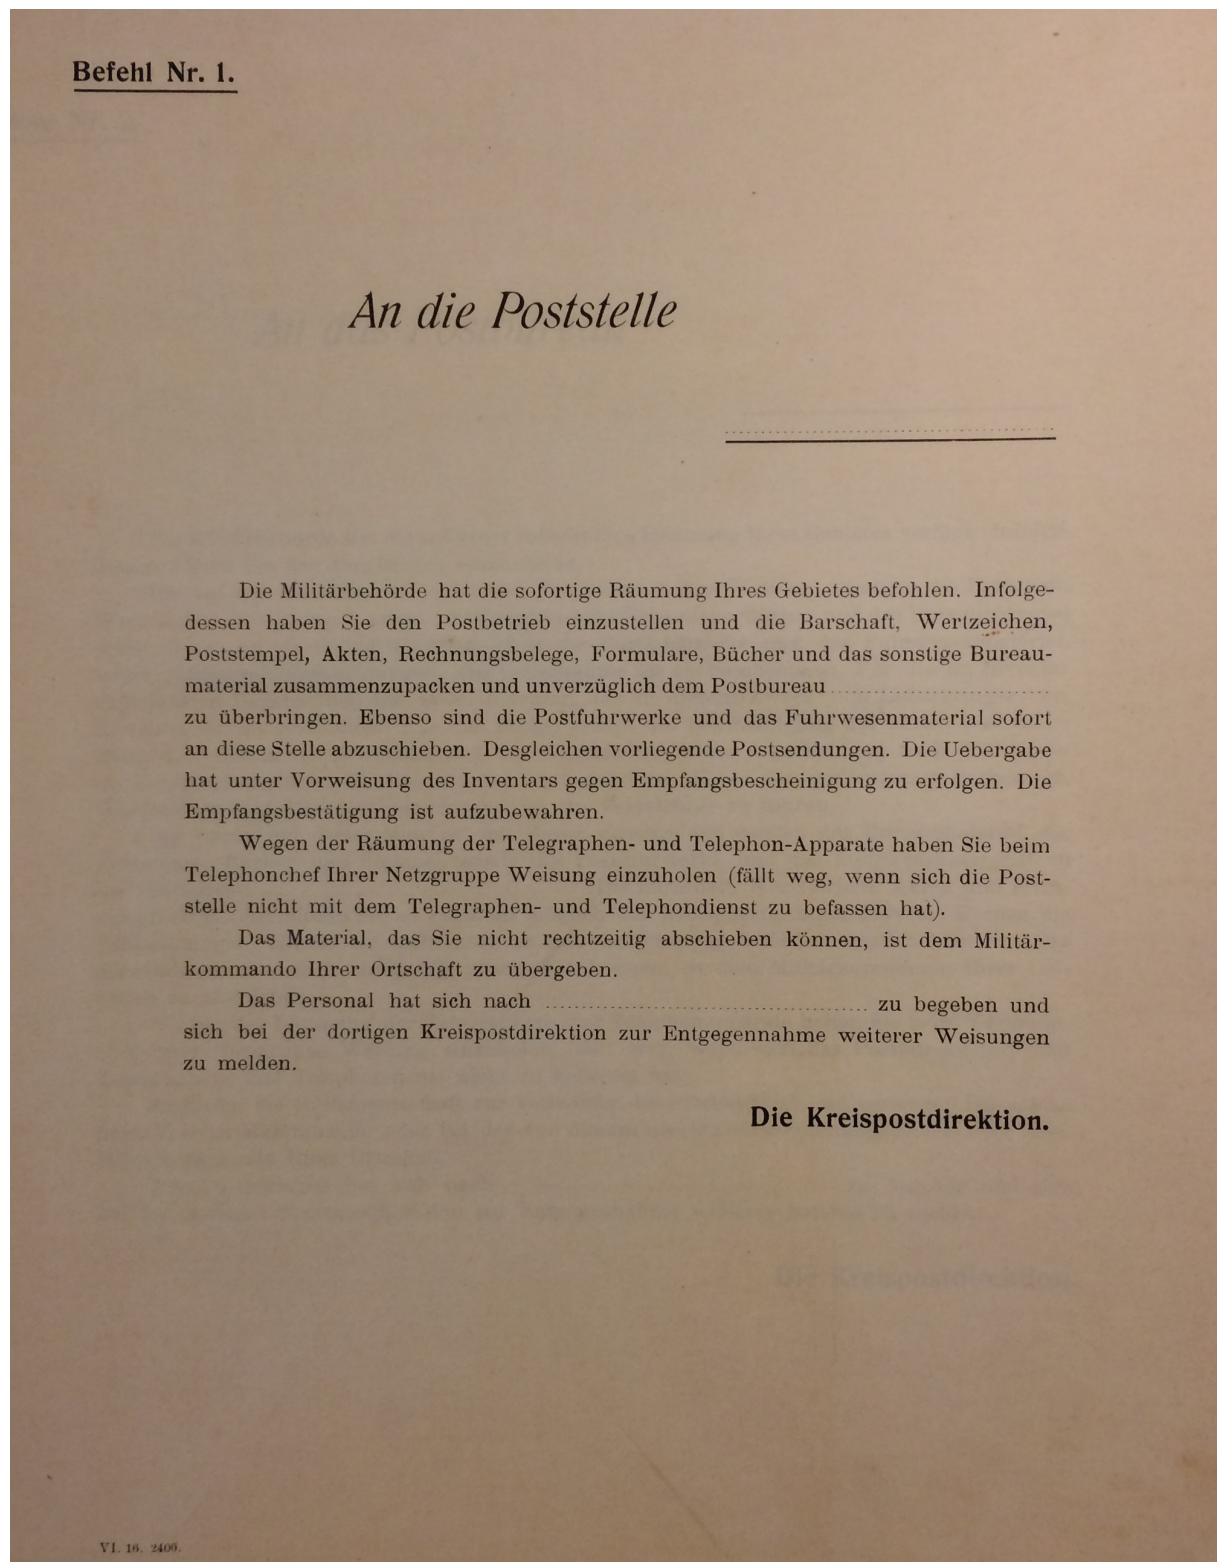 Befehl Nr. 1.
An die Poststelle
Die Militärbehörde hat die sofortige Räumung Ihres Gebietes befohlen. Infolge-
dessen haben Sie den Postbetrieb einzustellen und die Barschaft, Wertzeichen,
Poststempel, Akten, Rechnungsbelege, Formulare, Bücher und das sonstige Bureau-
material zusammenzupacken und unverzüglich dem Postbureau ..............................
zu überbringen. Ebenso sind die Postfuhrwerke und das Fuhrwesenmaterial sofort
an diese Stelle abzuschieben. Desgleichen vorliegende Postsendungen. Die Uebergabe
hat unter Vorweisung des Inventars gegen Empfangsbescheinigung zu erfolgen. Die
Empfangsbestätigung ist aufzubewahren.
Wegen der Räumung der Telegraphen- und Telephon-Apparate haben Sie beim
Telephonchef Ihrer Netzgruppe Weisung einzuholen (fällt weg, wenn sich die Post-
stelle nicht mit dem Telegraphen- und Telephondienst zu befassen hat).
Das Material, das Sie nicht rechtzeitig abschieben können, ist dem Militär-
kommando Ihrer Ortschaft zu übergeben.
Das Personal hat sich nach .......................................... zu begeben und
sich bei der dortigen Kreispostdirektion zur Entgegennahme weiterer Weisungen
zu melden.
Die Kreispostdirektion.
VI. 16. 2400.